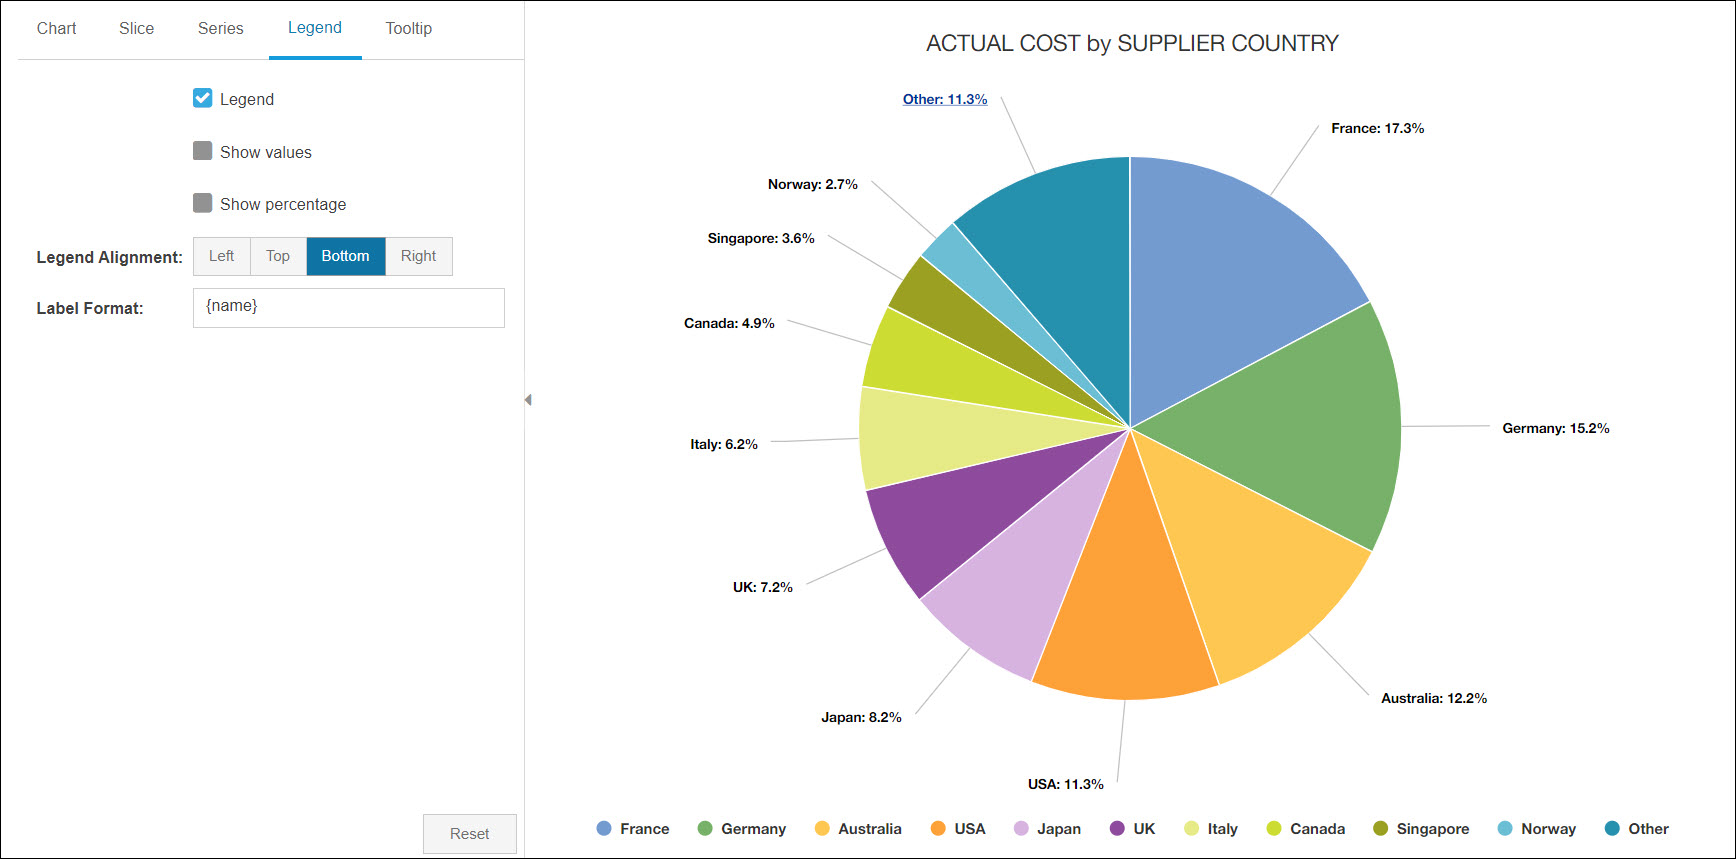 Chart Slice Series Legend Tooltip
Legend
Show values
Show percentage
Legend Alignment: Left Top Bottom Right
Label Format: {name}
Reset
ACTUAL COST by SUPPLIER COUNTRY
Other: 11.3%
France: 17.3%
Norway: 2.7%
Singapore: 3.6%
Canada: 4.9%
Italy: 6.2%
Germany: 15.2%
UK: 7.2%
Australia: 12.2%
Japan: 8.2%
USA: 11.3%
France Germany Australia USA Japan UK Italy Canada Singapore Norway Other